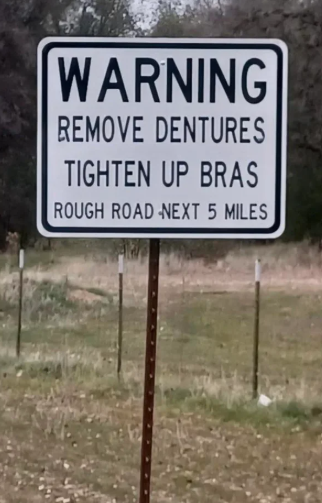 WARNING
REMOVE DENTURES
TIGHTEN UP BRAS
ROUGH ROAD NEXT 5 MILES